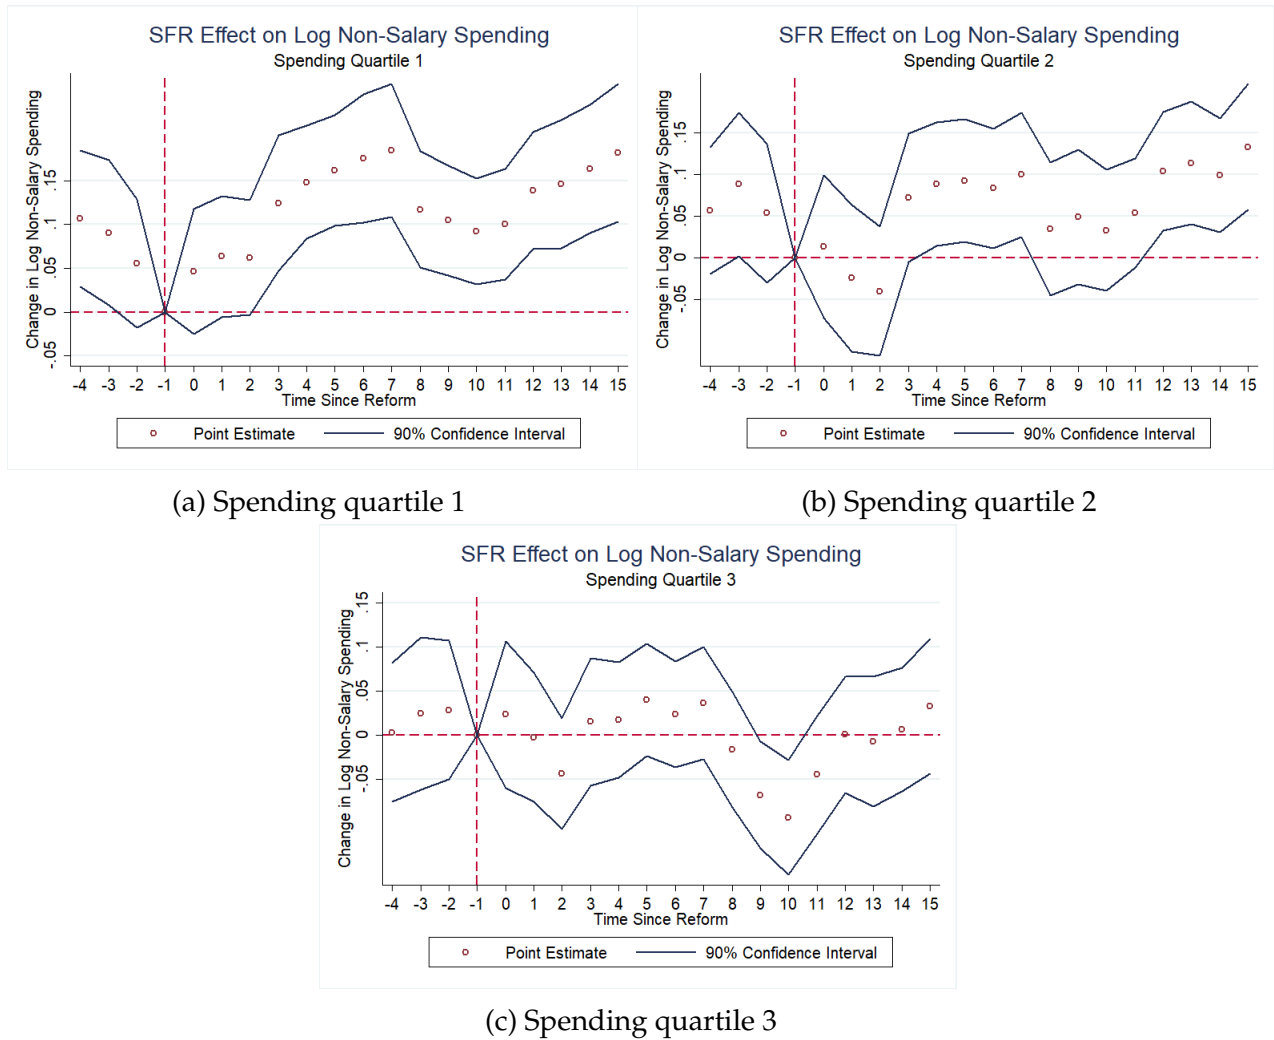 SFR Effect on Log Non-Salary Spending
Spending Quartile 1
Change in Log Non-Salary Spending
.15
.1
.05
0
-.05
-4 -3 -2 -1 0 1 2 3 4 5 6 7 8 9 10 11 12 13 14 15
Time Since Reform
Point Estimate 90% Confidence Interval
(a) Spending quartile 1
SFR Effect on Log Non-Salary Spending
Spending Quartile 2
Change in Log Non-Salary Spending
.15
.1
.05
0
-.05
-4 -3 -2 -1 0 1 2 3 4 5 6 7 8 9 10 11 12 13 14 15
Time Since Reform
Point Estimate 90% Confidence Interval
(b) Spending quartile 2
SFR Effect on Log Non-Salary Spending
Spending Quartile 3
Change in Log Non-Salary Spending
.15
.1
.05
0
-.05
-4 -3 -2 -1 0 1 2 3 4 5 6 7 8 9 10 11 12 13 14 15
Time Since Reform
Point Estimate 90% Confidence Interval
(c) Spending quartile 3